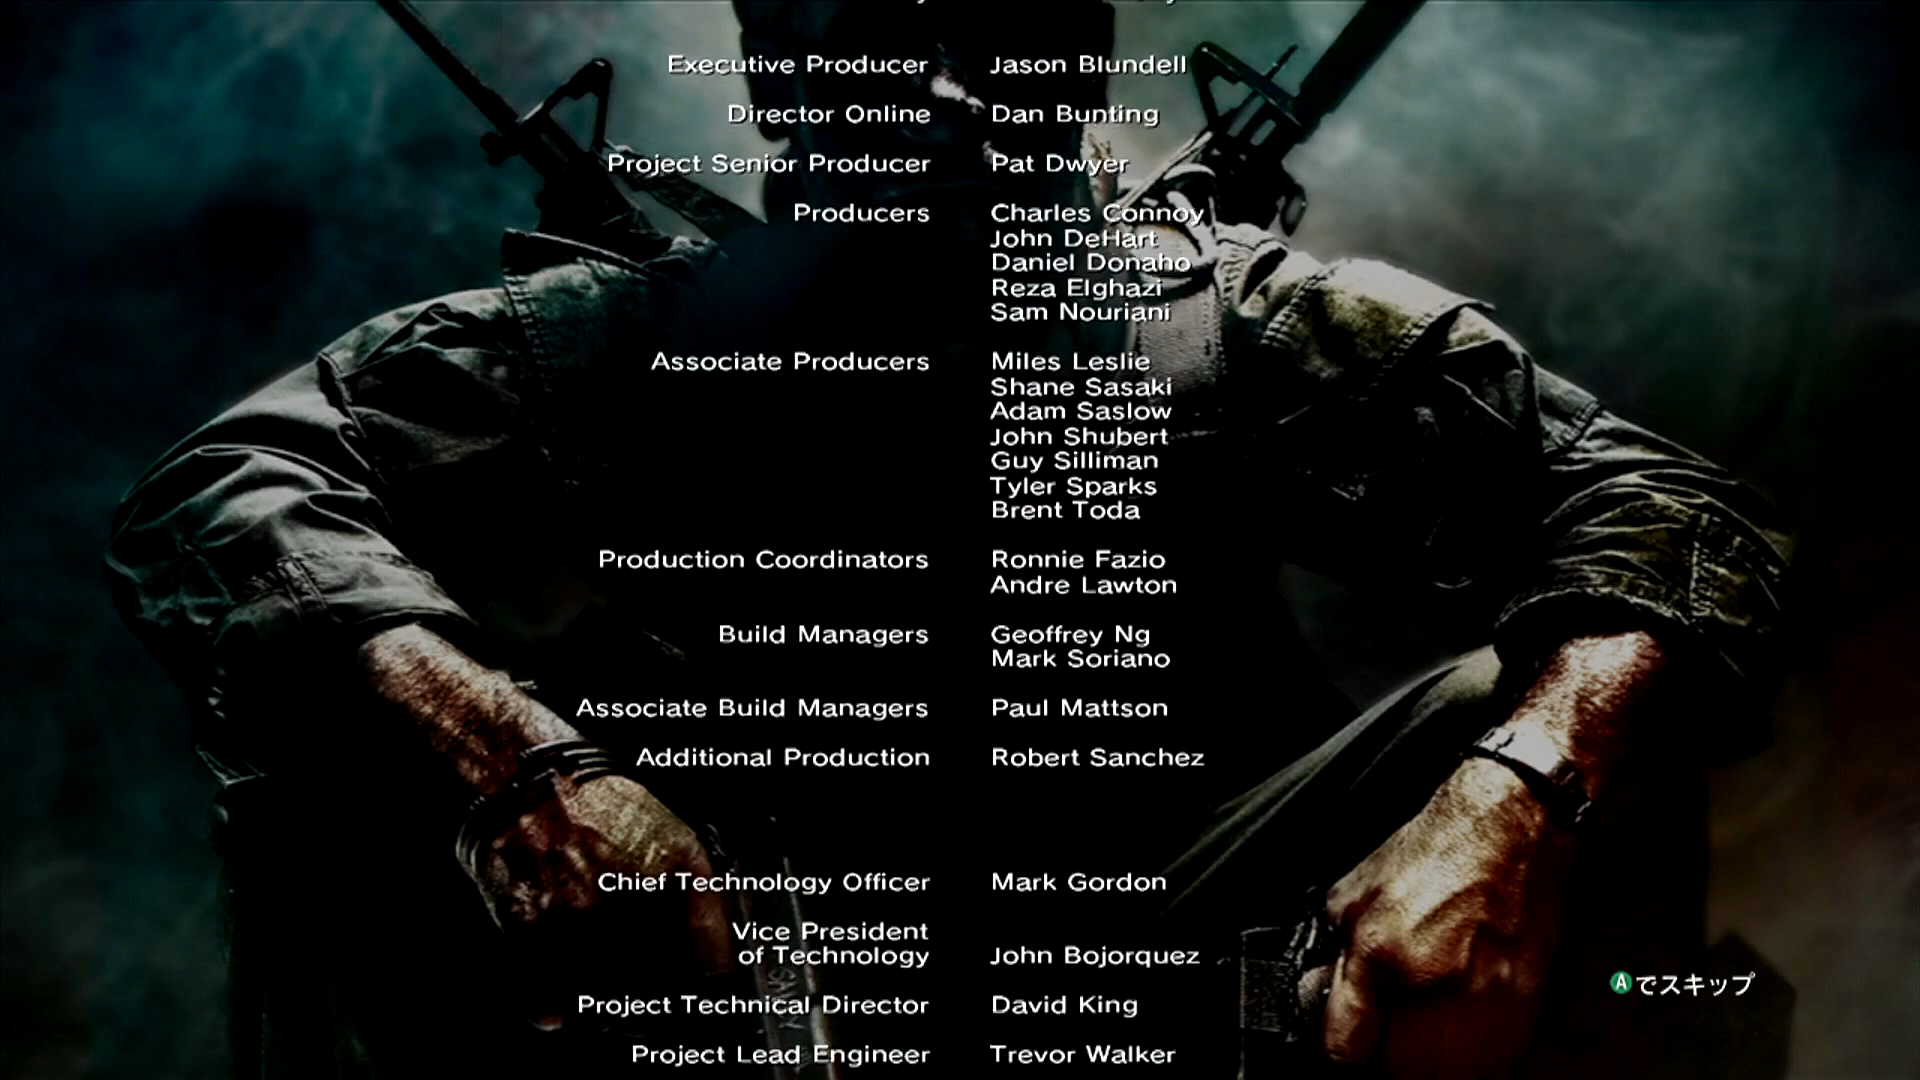 Executive Producer Jason Blundell
Director Online Dan Bunting
Project Senior Producer Pat Dwyer
Producers Charles Connoy
John DeHart
Daniel Donaho
Reza Elghazi
Sam Nouriani
Associate Producers Miles Leslie
Shane Sasaki
Adam Saslow
John Shubert
Guy Silliman
Tyler Sparks
Brent Toda
Production Coordinators Ronnie Fazio
Andre Lawton
Build Managers Geoffrey Ng
Mark Soriano
Associate Build Managers Paul Mattson
Additional Production Robert Sanchez
Chief Technology Officer Mark Gordon
Vice President
of Technology John Bojorquez
Project Technical Director David King
Project Lead Engineer Trevor Walker
Aでスキップ